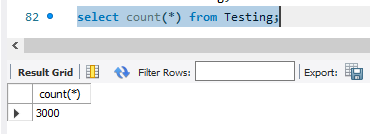 82
select count(*) from Testing;
Result Grid Filter Rows: Export:
count(*)
3000